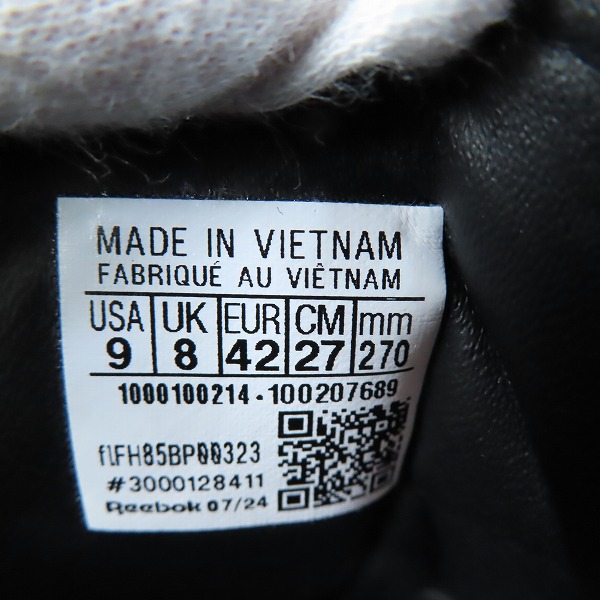 MADE IN VIETNAM
FABRIQUÉ AU VIÊTNAM
USA UK EUR CM mm
9 8 42 27 270
1000100214-100207689
#3000128411
Reebok 07/24